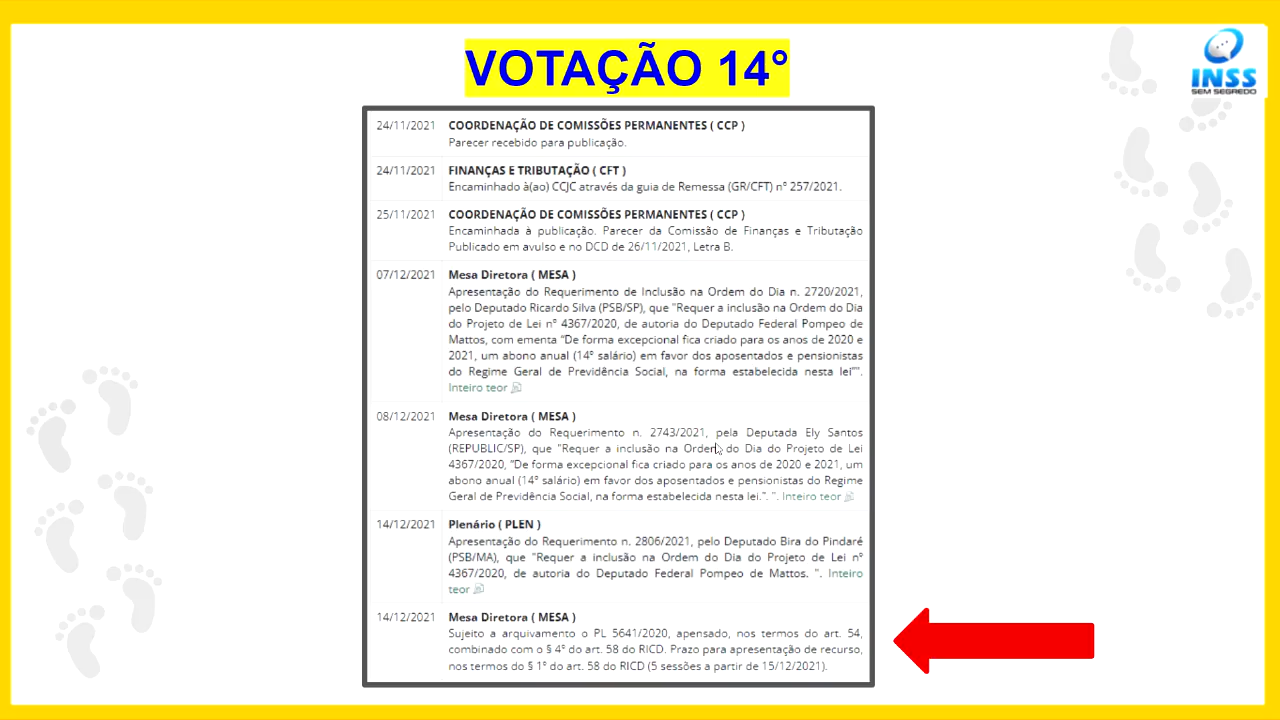 VOTAÇÃO 14°
INSS
SEM SEGREDO
24/11/2021 COORDENAÇÃO DE COMISSÕES PERMANENTES ( CCP )
Parecer recebido para publicação.
24/11/2021 FINANÇAS E TRIBUTAÇÃO ( CFT )
Encaminhado à(ao) CCJC através da guia de Remessa (GR/CFT) nº 257/2021.
25/11/2021 COORDENAÇÃO DE COMISSÕES PERMANENTES ( CCP )
Encaminhada à publicação. Parecer da Comissão de Finanças e Tributação
Publicado em avulso e no DCD de 26/11/2021, Letra B.
07/12/2021 Mesa Diretora ( MESA )
Apresentação do Requerimento de Inclusão na Ordem do Dia n. 2720/2021,
pelo Deputado Ricardo Silva (PSB/SP), que "Requer a inclusão na Ordem do Dia
do Projeto de Lei nº 4367/2020, de autoria do Deputado Federal Pompeo de
Mattos, com ementa "De forma excepcional fica criado para os anos de 2020 e
2021, um abono anual (14º salário) em favor dos aposentados e pensionistas
do Regime Geral de Previdência Social, na forma estabelecida nesta lei"".
Inteiro teor
08/12/2021 Mesa Diretora ( MESA )
Apresentação do Requerimento n. 2743/2021, pela Deputada Ely Santos
(REPUBLIC/SP), que "Requer a inclusão na Ordem do Dia do Projeto de Lei
4367/2020, "De forma excepcional fica criado para os anos de 2020 e 2021, um
abono anual (14º salário) em favor dos aposentados e pensionistas do Regime
Geral de Previdência Social, na forma estabelecida nesta lei.". ". Inteiro teor
14/12/2021 Plenário ( PLEN )
Apresentação do Requerimento n. 2806/2021, pelo Deputado Bira do Pindaré
(PSB/MA), que "Requer a inclusão na Ordem do Dia do Projeto de Lei nº
4367/2020, de autoria do Deputado Federal Pompeo de Mattos. ". Inteiro
teor
14/12/2021 Mesa Diretora ( MESA )
Sujeito a arquivamento o PL 5641/2020, apensado, nos termos do art. 54,
combinado com o § 4º do art. 58 do RICD. Prazo para apresentação de recurso,
nos termos do § 1º do art. 58 do RICD (5 sessões a partir de 15/12/2021).